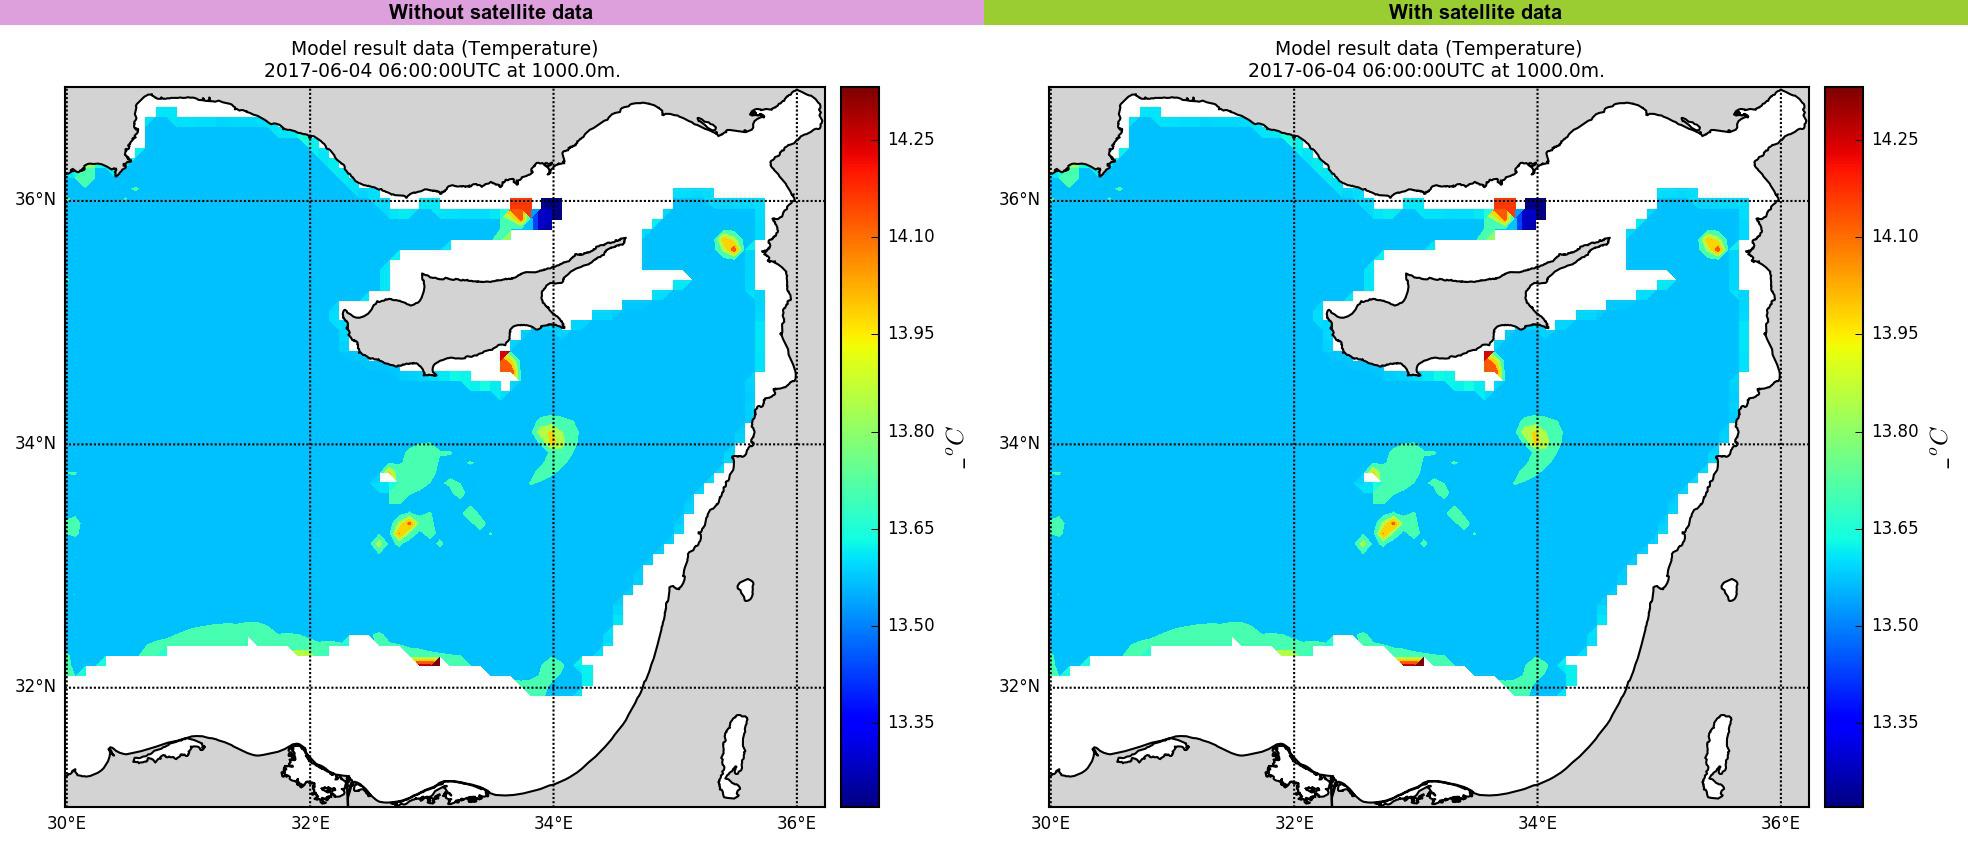 Without satellite data
With satellite data
Model result data (Temperature)
2017-06-04 06:00:00UTC at 1000.0m.
36°N
34°N
32°N
30°E
32°E
34°E
36°E
14.25
14.10
13.95
13.80
13.65
13.50
13.35
_°C
Model result data (Temperature)
2017-06-04 06:00:00UTC at 1000.0m.
36°N
34°N
32°N
30°E
32°E
34°E
36°E
14.25
14.10
13.95
13.80
13.65
13.50
13.35
_°C